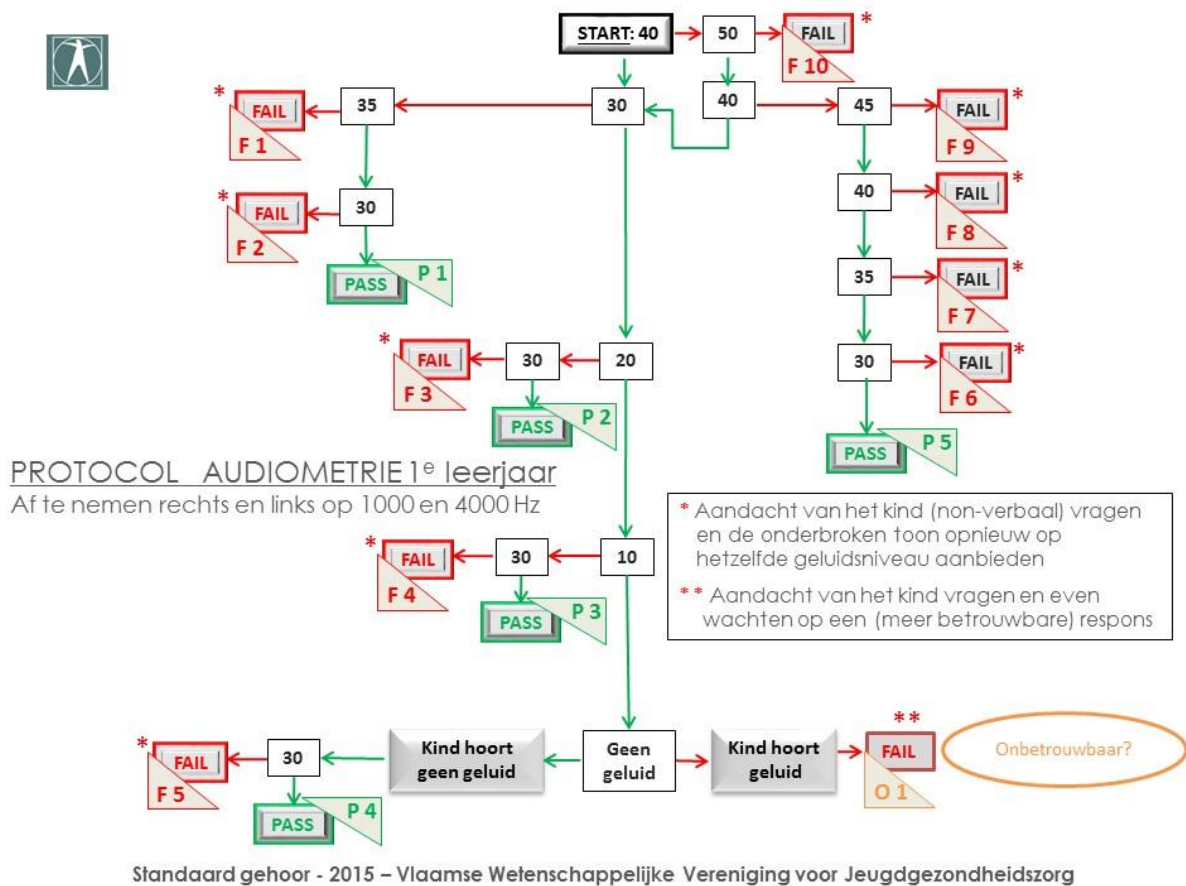 START: 40
50
FAIL
*
F 10
*
FAIL
F 1
35
30
40
45
FAIL
*
F 9
*
FAIL
F 2
30
40
FAIL
*
F 8
PASS
P 1
35
FAIL
*
F 7
*
FAIL
F 3
30
20
30
FAIL
*
F 6
PASS
P 2
PASS
P 5
PROTOCOL AUDIOMETRIE 1e leerjaar
Af te nemen rechts en links op 1000 en 4000 Hz
* Aandacht van het kind (non-verbaal) vragen
en de onderbroken toon opnieuw op
hetzelfde geluidsniveau aanbieden
** Aandacht van het kind vragen en even
wachten op een (meer betrouwbare) respons
*
FAIL
F 4
30
10
PASS
P 3
*
FAIL
F 5
30
Kind hoort
geen geluid
Geen
geluid
Kind hoort
geluid
**
FAIL
O 1
Onbetrouwbaar?
PASS
P 4
Standaard gehoor - 2015 – Vlaamse Wetenschappelijke Vereniging voor Jeugdgezondheidszorg